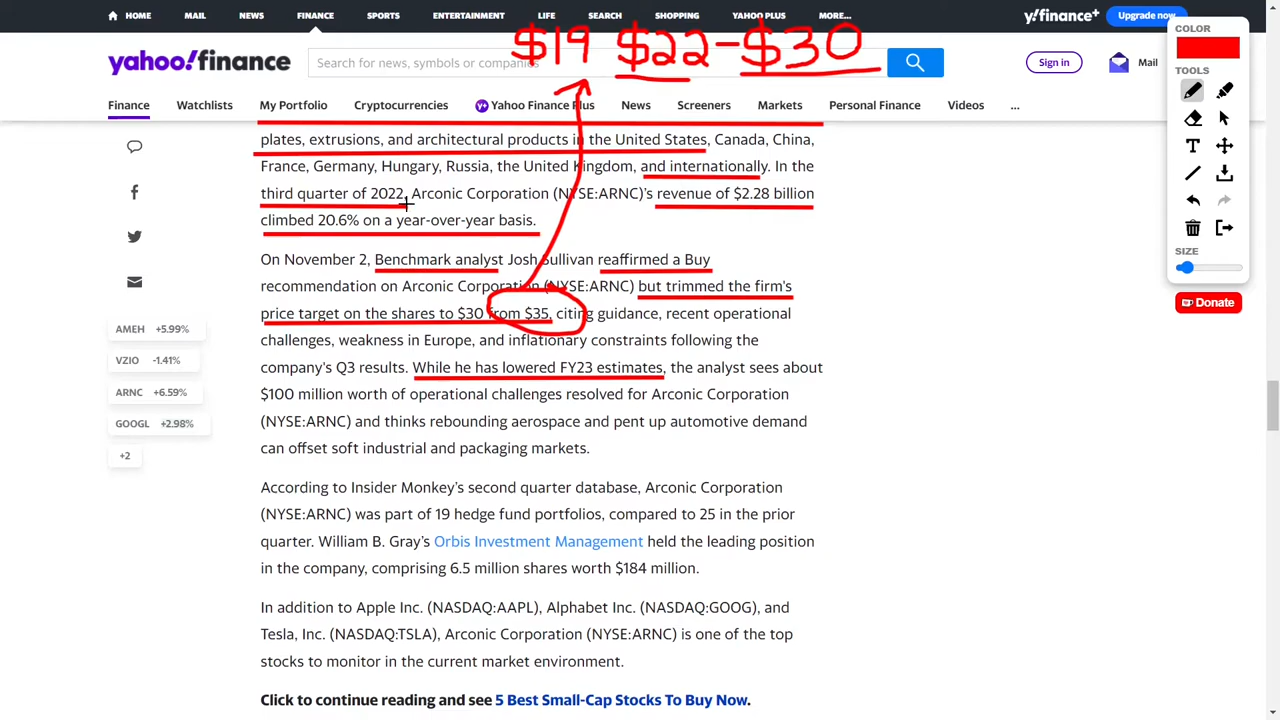 HOME MAIL NEWS FINANCE SPORTS ENTERTAINMENT LIFE SEARCH SHOPPING YAHOO PLUS MORE...
y!finance+ Upgrade now
$19 $22-$30
yahoo!finance Search for news, symbols or companies Sign in Mail
Finance Watchlists My Portfolio Cryptocurrencies Yahoo Finance Plus News Screeners Markets Personal Finance Videos ...
COLOR
TOOLS
T
SIZE
Donate
plates, extrusions, and architectural products in the United States, Canada, China,
France, Germany, Hungary, Russia, the United Kingdom, and internationally. In the
third quarter of 2022, Arconic Corporation (NYSE:ARNC)'s revenue of $2.28 billion
climbed 20.6% on a year-over-year basis.
On November 2, Benchmark analyst Josh Sullivan reaffirmed a Buy
recommendation on Arconic Corporation (NYSE:ARNC) but trimmed the firm's
price target on the shares to $30 from $35, citing guidance, recent operational
challenges, weakness in Europe, and inflationary constraints following the
company's Q3 results. While he has lowered FY23 estimates, the analyst sees about
$100 million worth of operational challenges resolved for Arconic Corporation
(NYSE:ARNC) and thinks rebounding aerospace and pent up automotive demand
can offset soft industrial and packaging markets.
According to Insider Monkey's second quarter database, Arconic Corporation
(NYSE:ARNC) was part of 19 hedge fund portfolios, compared to 25 in the prior
quarter. William B. Gray's Orbis Investment Management held the leading position
in the company, comprising 6.5 million shares worth $184 million.
In addition to Apple Inc. (NASDAQ:AAPL), Alphabet Inc. (NASDAQ:GOOG), and
Tesla, Inc. (NASDAQ:TSLA), Arconic Corporation (NYSE:ARNC) is one of the top
stocks to monitor in the current market environment.
Click to continue reading and see 5 Best Small-Cap Stocks To Buy Now.
AMEH +5.99%
VZIO -1.41%
ARNC +6.59%
GOOGL +2.98%
+2